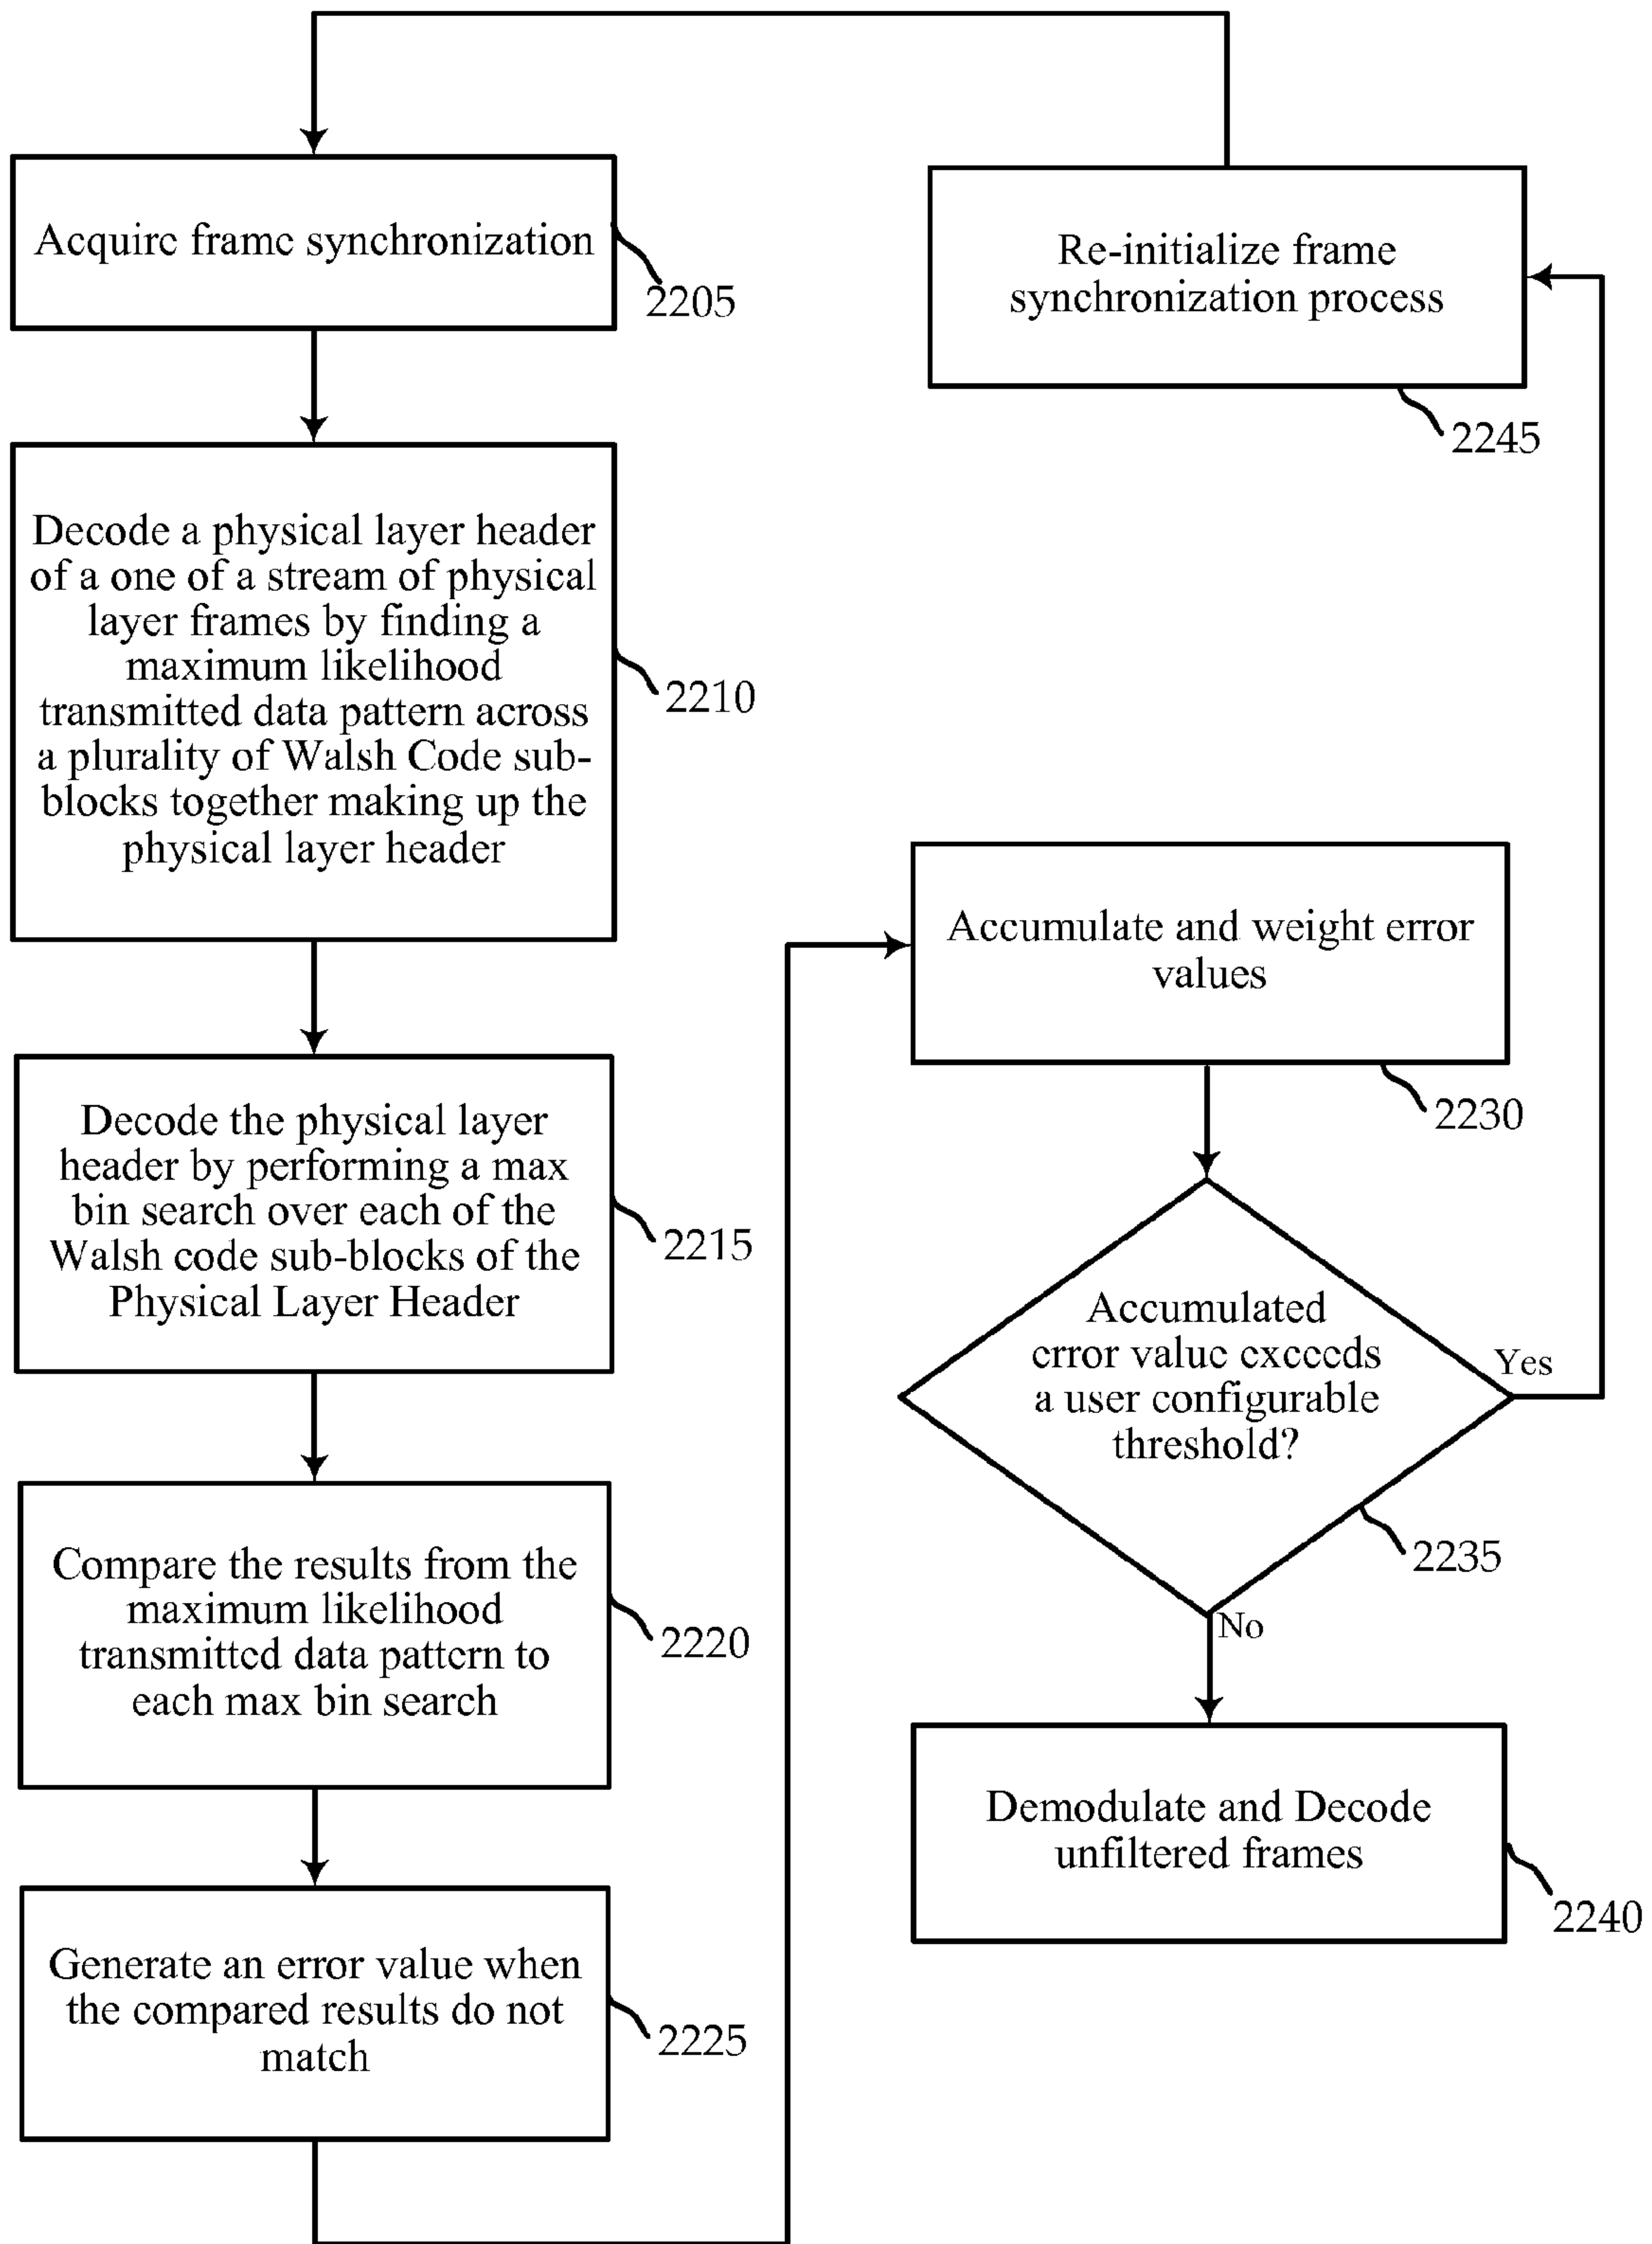 Acquire frame synchronization
2205
Decode a physical layer header
of a one of a stream of physical
layer frames by finding a
maximum likelihood
transmitted data pattern across
a plurality of Walsh Code sub-
blocks together making up the
physical layer header
2210
Decode the physical layer
header by performing a max
bin search over each of the
Walsh code sub-blocks of the
Physical Layer Header
2215
Compare the results from the
maximum likelihood
transmitted data pattern to
each max bin search
2220
Generate an error value when
the compared results do not
match
2225
Accumulate and weight error
values
2230
Accumulated
error value exceeds
a user configurable
threshold?
2235
Yes
No
Demodulate and Decode
unfiltered frames
2240
Re-initialize frame
synchronization process
2245